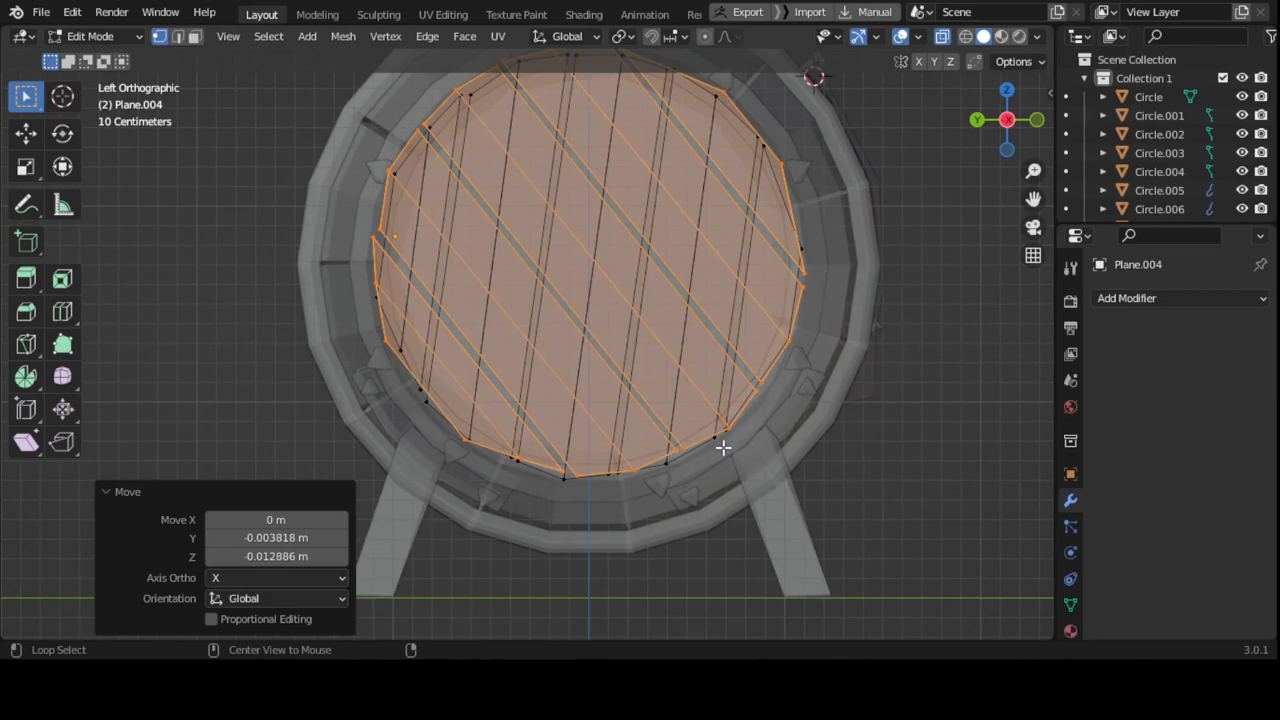 File Edit Render Window Help Layout Modeling Sculpting UV Editing Texture Paint Shading Animation Export Import Manual Scene View Layer
Edit Mode View Select Add Mesh Vertex Edge Face UV Global
X Y Z Options
Left Orthographic
(2) Plane.004
10 Centimeters
Z
Y
X
Scene Collection
Collection 1
Circle
Circle.001
Circle.002
Circle.003
Circle.004
Circle.005
Circle.006
Plane.004
Add Modifier
Move
Move X 0 m
Y -0.003818 m
Z -0.012886 m
Axis Ortho X
Orientation Global
Proportional Editing
Loop Select Center View to Mouse 3.0.1